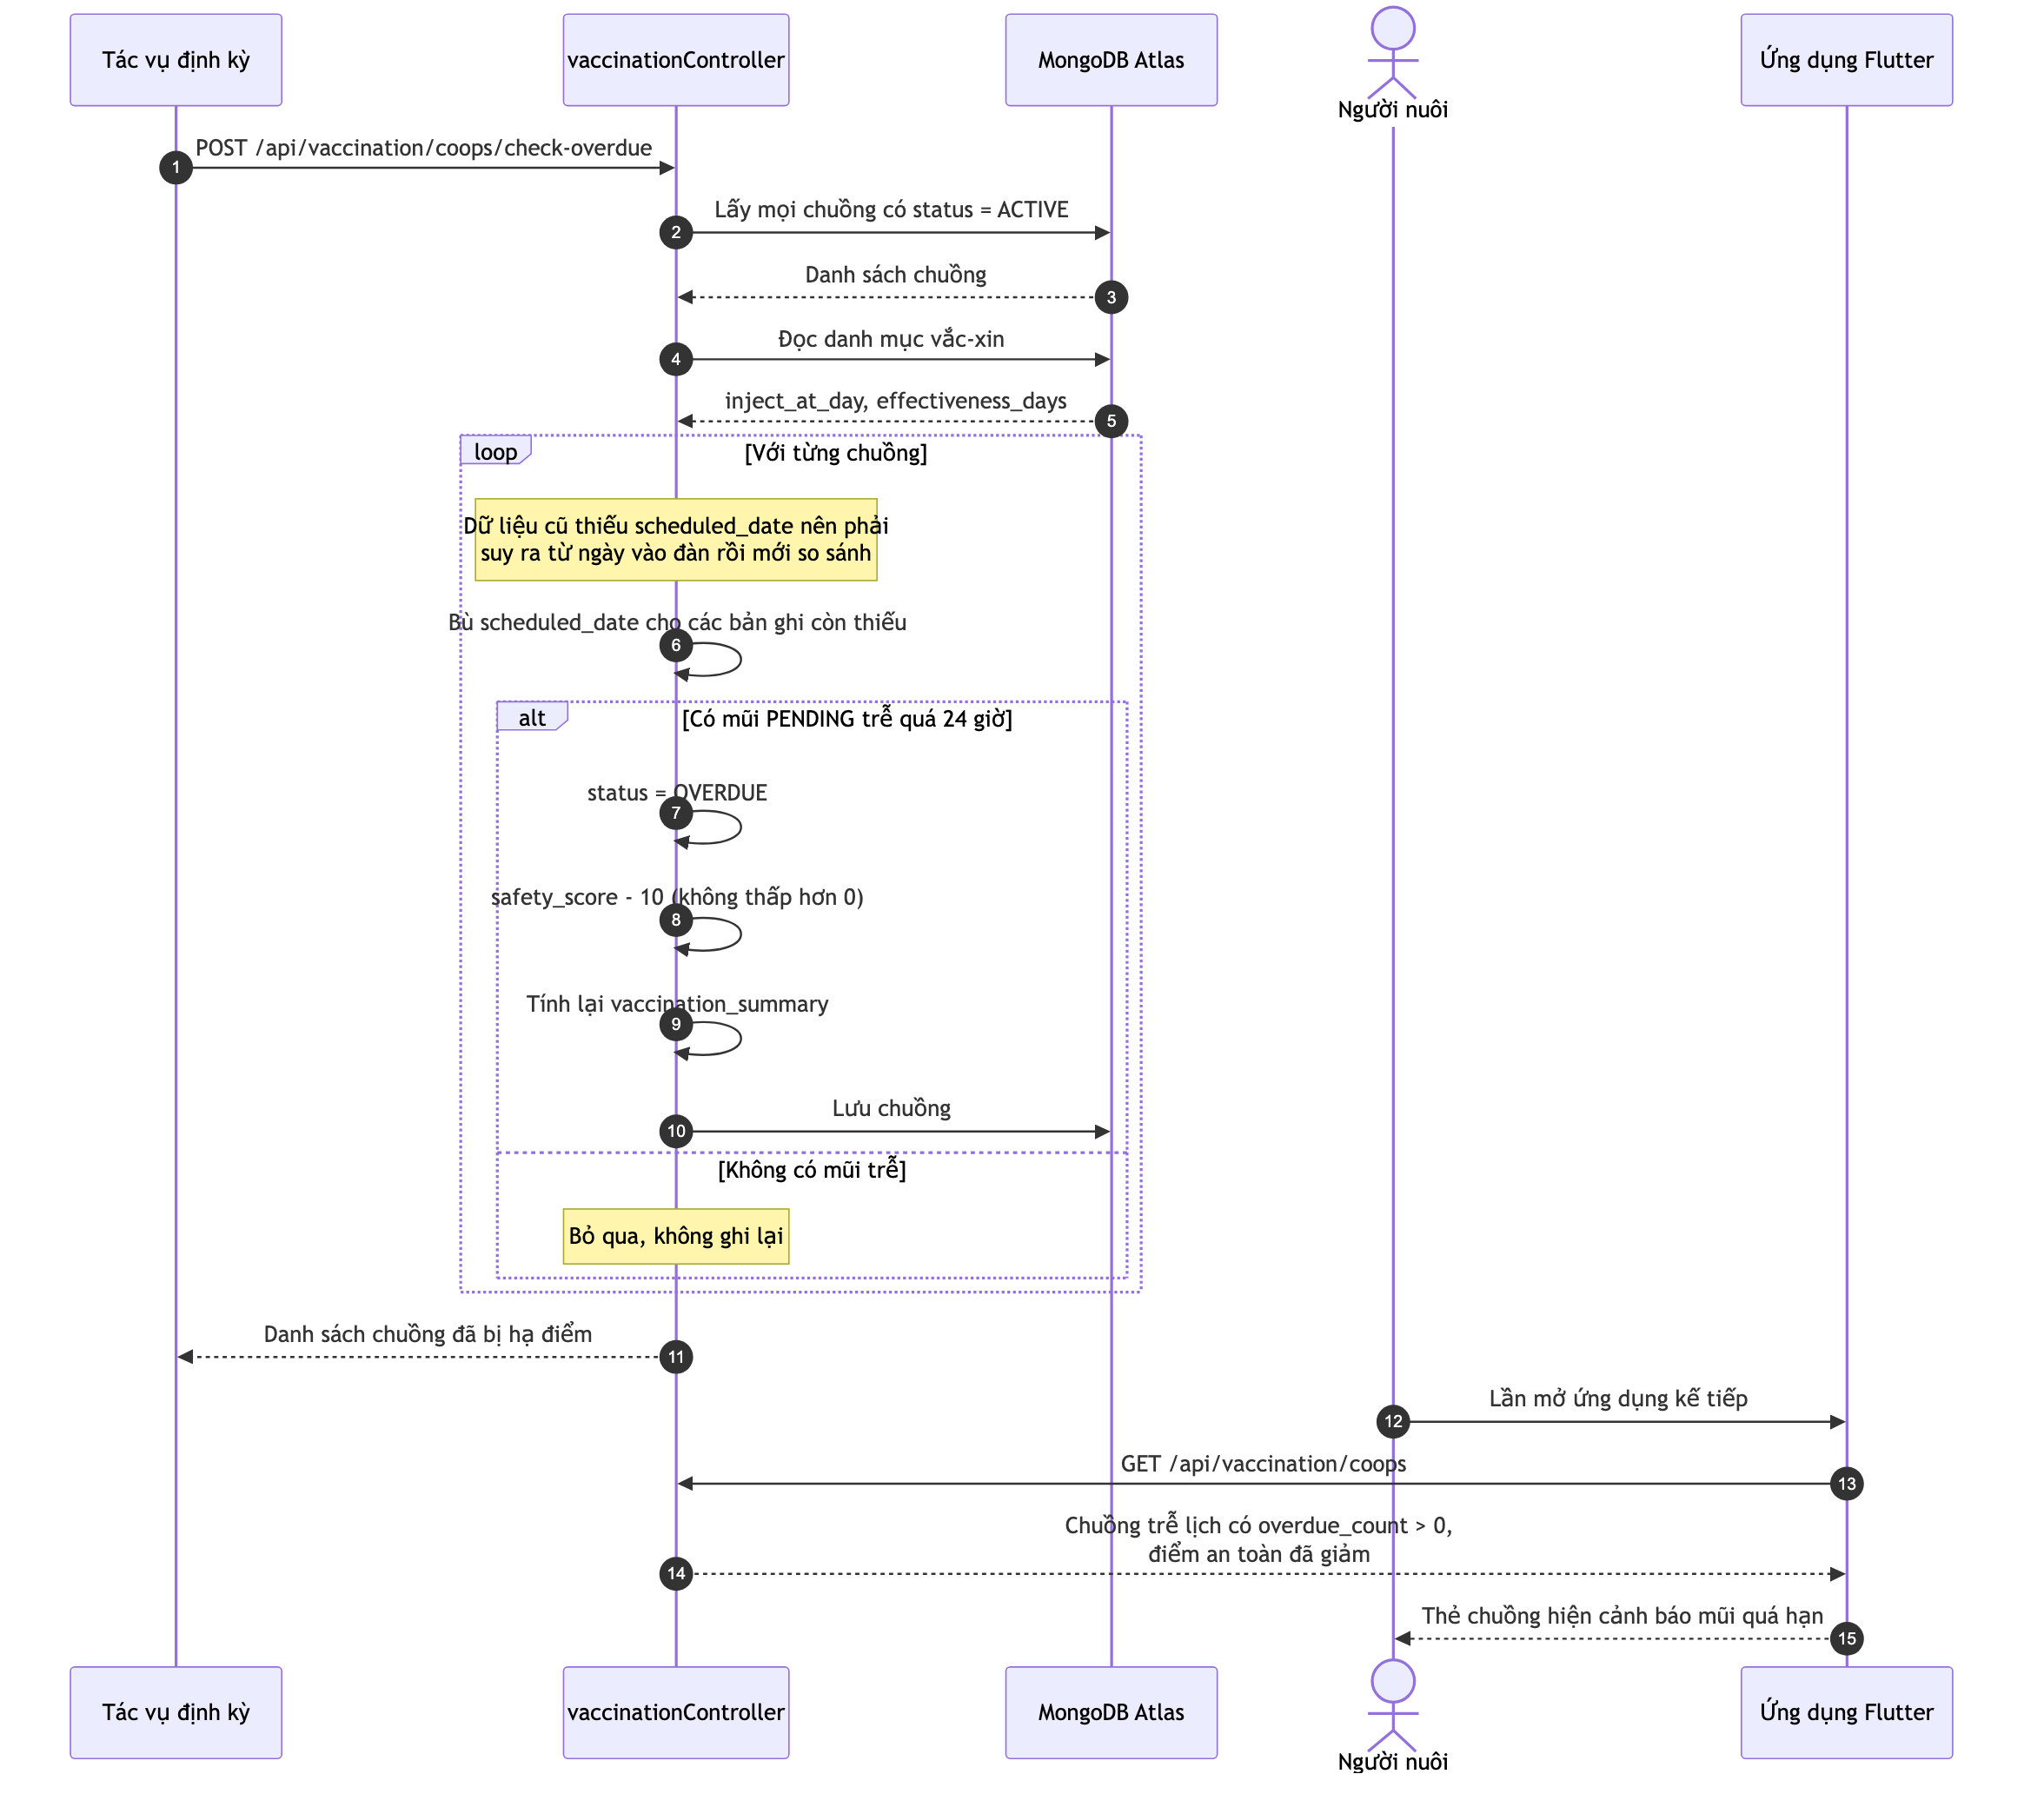 Tác vụ định kỳ
vaccinationController
MongoDB Atlas
Người nuôi
Ứng dụng Flutter
1
POST /api/vaccination/coops/check-overdue
2
Lấy mọi chuồng có status = ACTIVE
Danh sách chuồng
3
4
Đọc danh mục vắc-xin
inject_at_day, effectiveness_days
5
loop
[Với từng chuồng]
Dữ liệu cũ thiếu scheduled_date nên phải
suy ra từ ngày vào đàn rồi mới so sánh
Bù scheduled_date cho các bản ghi còn thiếu
6
alt
[Có mũi PENDING trễ quá 24 giờ]
status = OVERDUE
7
safety_score - 10 (không thấp hơn 0)
8
Tính lại vaccination_summary
9
Lưu chuồng
10
[Không có mũi trễ]
Bỏ qua, không ghi lại
Danh sách chuồng đã bị hạ điểm
11
Lần mở ứng dụng kế tiếp
12
GET /api/vaccination/coops
13
Chuồng trễ lịch có overdue_count > 0,
điểm an toàn đã giảm
14
Thẻ chuồng hiện cảnh báo mũi quá hạn
15
Tác vụ định kỳ
vaccinationController
MongoDB Atlas
Người nuôi
Ứng dụng Flutter